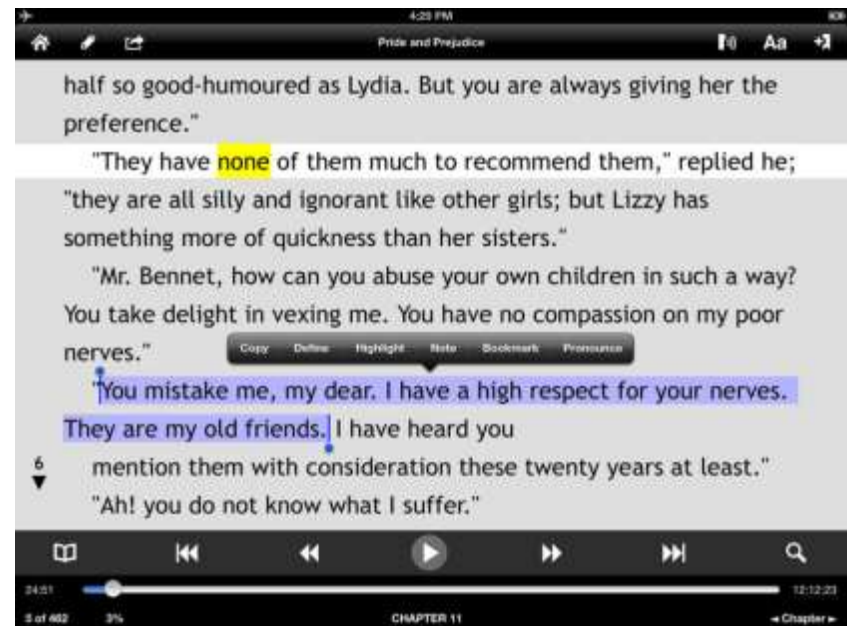 4:20 PM
Pride and Prejudice
Aa
half so good-humoured as Lydia. But you are always giving her the
preference."
"They have none of them much to recommend them," replied he;
"they are all silly and ignorant like other girls; but Lizzy has
something more of quickness than her sisters."
"Mr. Bennet, how can you abuse your own children in such a way?
You take delight in vexing me. You have no compassion on my poor
nerves."
Copy Define Highlight Note Bookmark Pronounce
"You mistake me, my dear. I have a high respect for your nerves.
They are my old friends. I have heard you
6
mention them with consideration these twenty years at least."
"Ah! you do not know what I suffer."
24:51 12:12:23
5 of 462 3% CHAPTER 11 Chapter